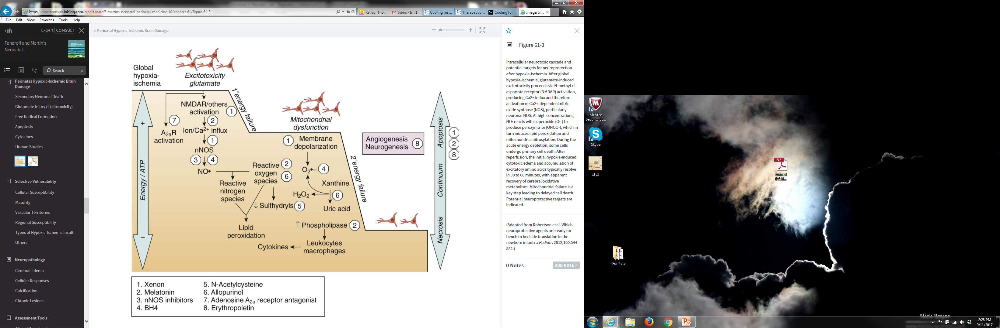 https://expertconsult.inkling.com/read/fanaroff-martins-neonatal-perinatal-medicine-10/chapter-61/figure-61-3
Raffay, Tho...
Inbox - tmr1...
Cooling for ...
Therapeutic ...
Cooling for ...
Image: In...
File Edit View Favorites Tools Help
Expert CONSULT
Fanaroff and Martin's
Neonatal...
Search
Perinatal Hypoxic-Ischemic Brain
Damage
Secondary Neuronal Death
Glutamate Injury (Excitotoxicity)
Free Radical Formation
Apoptosis
Cytokines
Human Studies
Selective Vulnerability
Cellular Susceptibility
Maturity
Vascular Territories
Regional Susceptibility
Types of Hypoxic-Ischemic Insult
Others
Neuropathology
Cerebral Edema
Cellular Responses
Calcification
Chronic Lesions
Assessment Tools
< Perinatal Hypoxic-Ischemic Brain Damage
Global
hypoxia-
ischemia
Excitotoxicity
glutamate
1°energy failure
NMDAR/others
activation
1
2
7
Ion/Ca²⁺ influx
A₂ₐR
activation
1
nNOS
3 4
NO•
Reactive
nitrogen
species
Reactive
oxygen
species
2
6
↓ Sulfhydryls 5
Lipid
peroxidation
Mitochondrial
dysfunction
1
Membrane
depolarization
O₂•– 4
Xanthine
H₂O₂
6
Uric acid
↑ Phospholipase 2
Leukocytes
macrophages
Cytokines
2°energy failure
Angiogenesis
Neurogenesis
8
+
Energy / ATP
–
Apoptosis
Continuum
Necrosis
1
2
8
1. Xenon
2. Melatonin
3. nNOS inhibitors
4. BH4
5. N-Acetylcysteine
6. Allopurinol
7. Adenosine A₂ₐ receptor antagonist
8. Erythropoietin
Figure 61-3
Intracellular neurotoxic cascade and
potential targets for neuroprotection
after hypoxia-ischemia. After global
hypoxia-ischemia, glutamate-induced
excitotoxicity proceeds via N-methyl-d-
aspartate receptor (NMDAR) activation,
producing Ca2+ influx and therefore
activation of Ca2+-dependent nitric
oxide synthase (NOS), particularly
neuronal NOS. At high concentrations,
NO• reacts with superoxide (O•-) to
produce peroxynitrite (ONOO-), which in
turn induces lipid peroxidation and
mitochondrial nitrosylation. During the
acute energy depletion, some cells
undergo primary cell death. After
reperfusion, the initial hypoxia-induced
cytotoxic edema and accumulation of
excitatory amino acids typically resolve
in 30 to 60 minutes, with apparent
recovery of cerebral oxidative
metabolism. Mitochondrial failure is a
key step leading to delayed cell death.
Potential neuroprotective targets are
indicated.
(Adapted from Robertson et al. Which
neuroprotective agents are ready for
bench to bedside translation in the
newborn infant? J Pediatr. 2012;160:544-
552.)
0 Notes
ADD NOTE +
McAfee
Security Sc...
Skype
x1y1
PDF
Animal
IACU...
For Pete
2:28 PM
9/11/2017